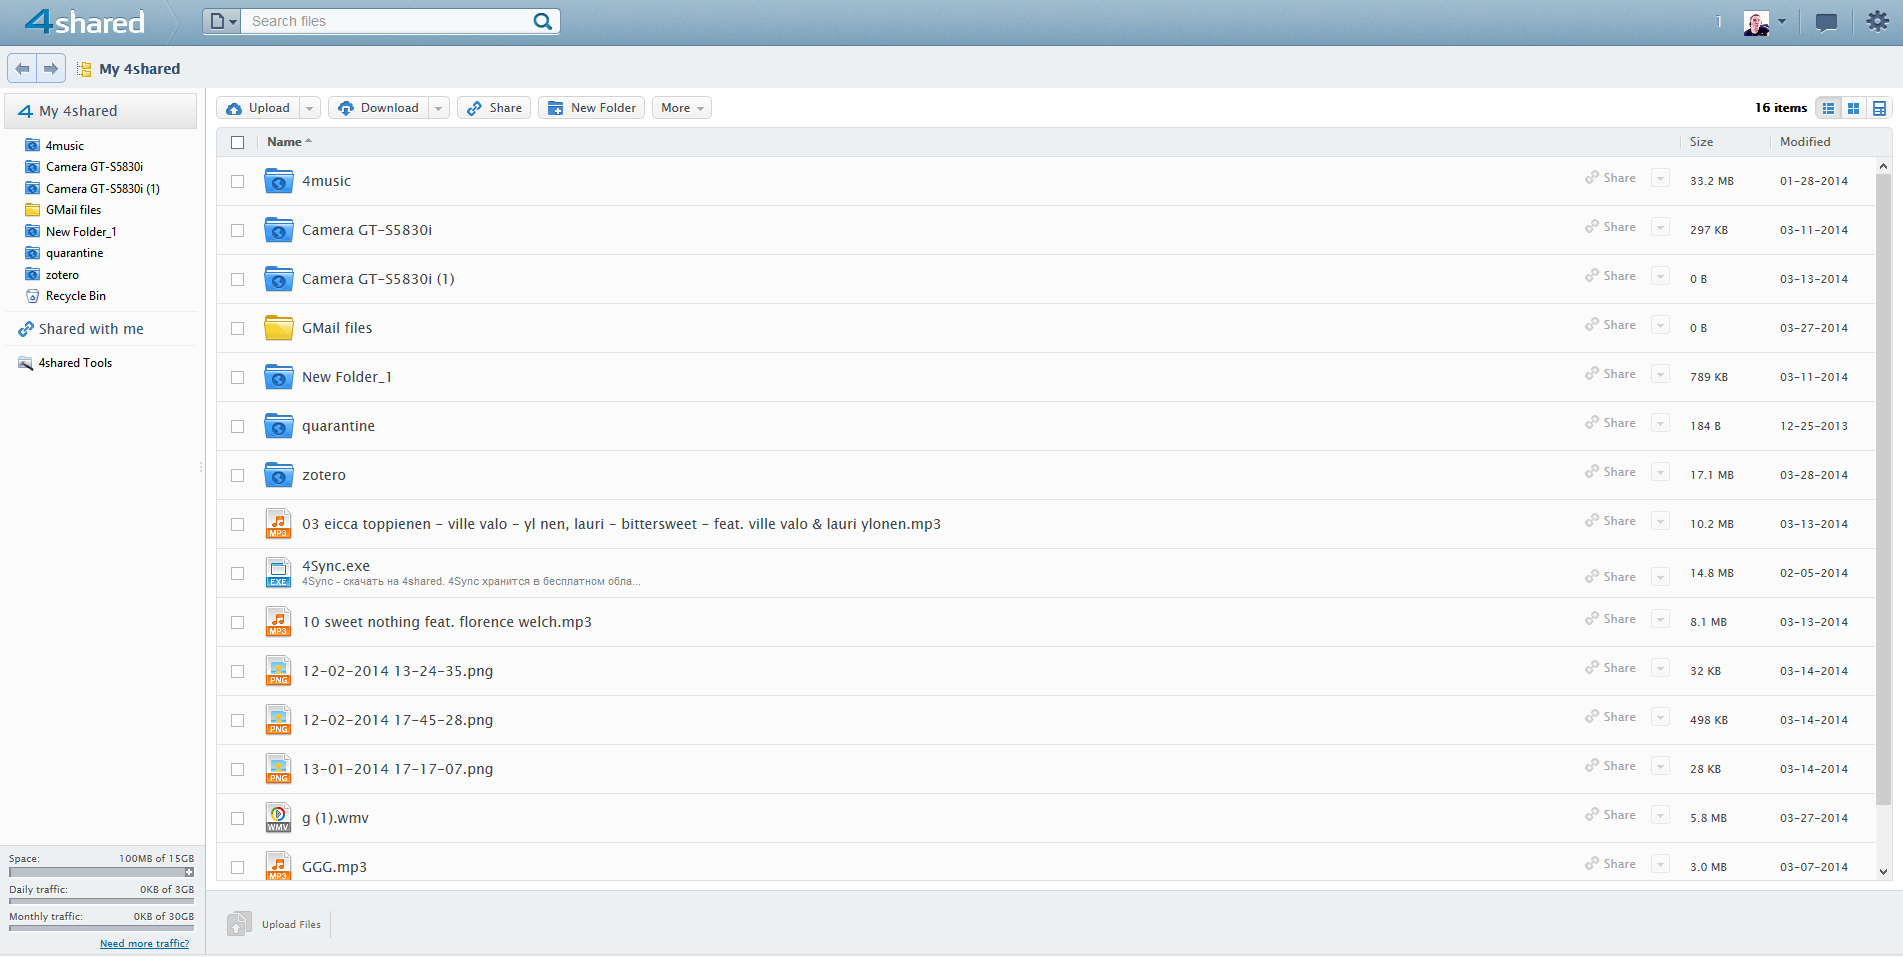 4shared
Search files
1
My 4shared
4 My 4shared
4music
Camera GT-S5830i
Camera GT-S5830i (1)
GMail files
New Folder_1
quarantine
zotero
Recycle Bin
Shared with me
4shared Tools
Space: 100MB of 15GB
Daily traffic: 0KB of 3GB
Monthly traffic: 0KB of 30GB
Need more traffic?
Upload Download Share New Folder More 16 items
Name Size Modified
4music Share 33.2 MB 01-28-2014
Camera GT-S5830i Share 297 KB 03-11-2014
Camera GT-S5830i (1) Share 0 B 03-13-2014
GMail files Share 0 B 03-27-2014
New Folder_1 Share 789 KB 03-11-2014
quarantine Share 184 B 12-25-2013
zotero Share 17.1 MB 03-28-2014
MP3 03 eicca toppienen - ville valo - yl nen, lauri - bittersweet - feat. ville valo & lauri ylonen.mp3 Share 10.2 MB 03-13-2014
EXE 4Sync.exe Share 14.8 MB 02-05-2014
4Sync - скачать на 4shared. 4Sync хранится в бесплатном обла...
MP3 10 sweet nothing feat. florence welch.mp3 Share 8.1 MB 03-13-2014
PNG 12-02-2014 13-24-35.png Share 32 KB 03-14-2014
PNG 12-02-2014 17-45-28.png Share 498 KB 03-14-2014
PNG 13-01-2014 17-17-07.png Share 28 KB 03-14-2014
WMV g (1).wmv Share 5.8 MB 03-27-2014
MP3 GGG.mp3 Share 3.0 MB 03-07-2014
Upload Files